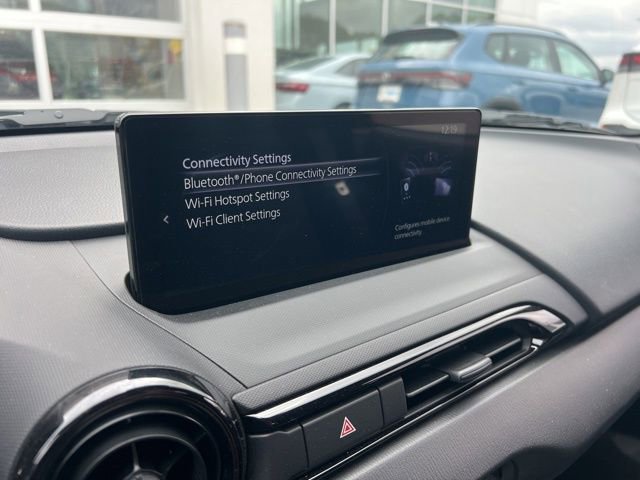 12:19
Connectivity Settings
Bluetooth®/Phone Connectivity Settings
Wi-Fi Hotspot Settings
Wi-Fi Client Settings
Configures mobile device
connectivity.